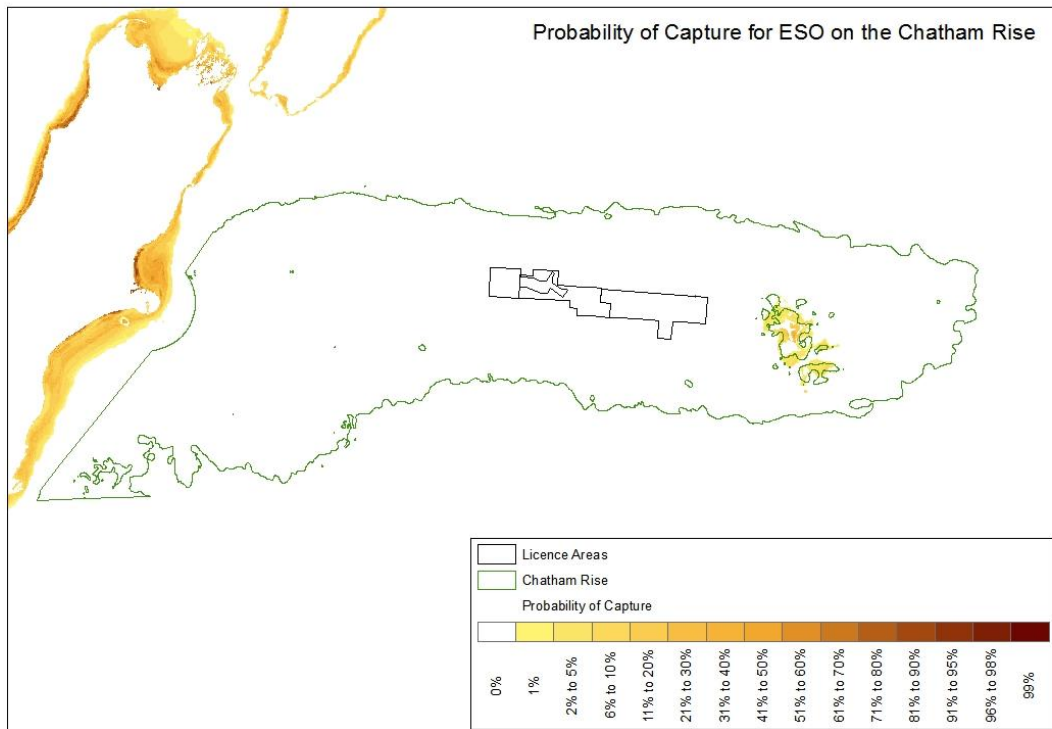 Probability of Capture for ESO on the Chatham Rise
Licence Areas
Chatham Rise
Probability of Capture
0%
1%
2% to 5%
6% to 10%
11% to 20%
21% to 30%
31% to 40%
41% to 50%
51% to 60%
61% to 70%
71% to 80%
81% to 90%
91% to 95%
96% to 98%
99%